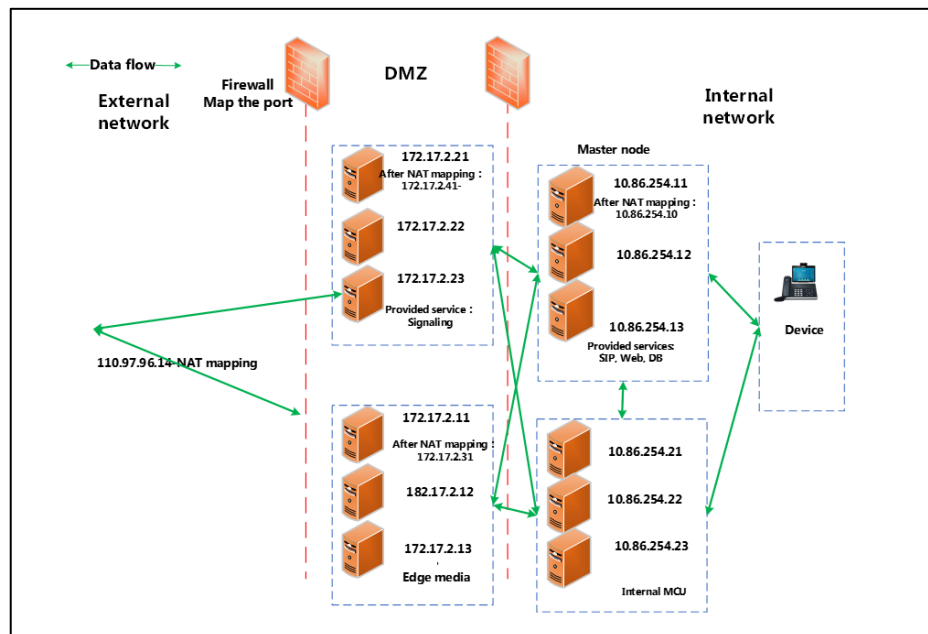 Data flow
External
network
Firewall
Map the port
DMZ
Internal
network
172.17.2.21
After NAT mapping :
172.17.2.41-
172.17.2.22
172.17.2.23
Provided service :
Signaling
110.97.96.14-NAT mapping
172.17.2.11
After NAT mapping :
172.17.2.31
182.17.2.12
172.17.2.13
Edge media
Master node
10.86.254.11
After NAT mapping :
10.86.254.10
10.86.254.12
10.86.254.13
Provided services:
SIP, Web, DB
10.86.254.21
10.86.254.22
10.86.254.23
Internal MCU
Device